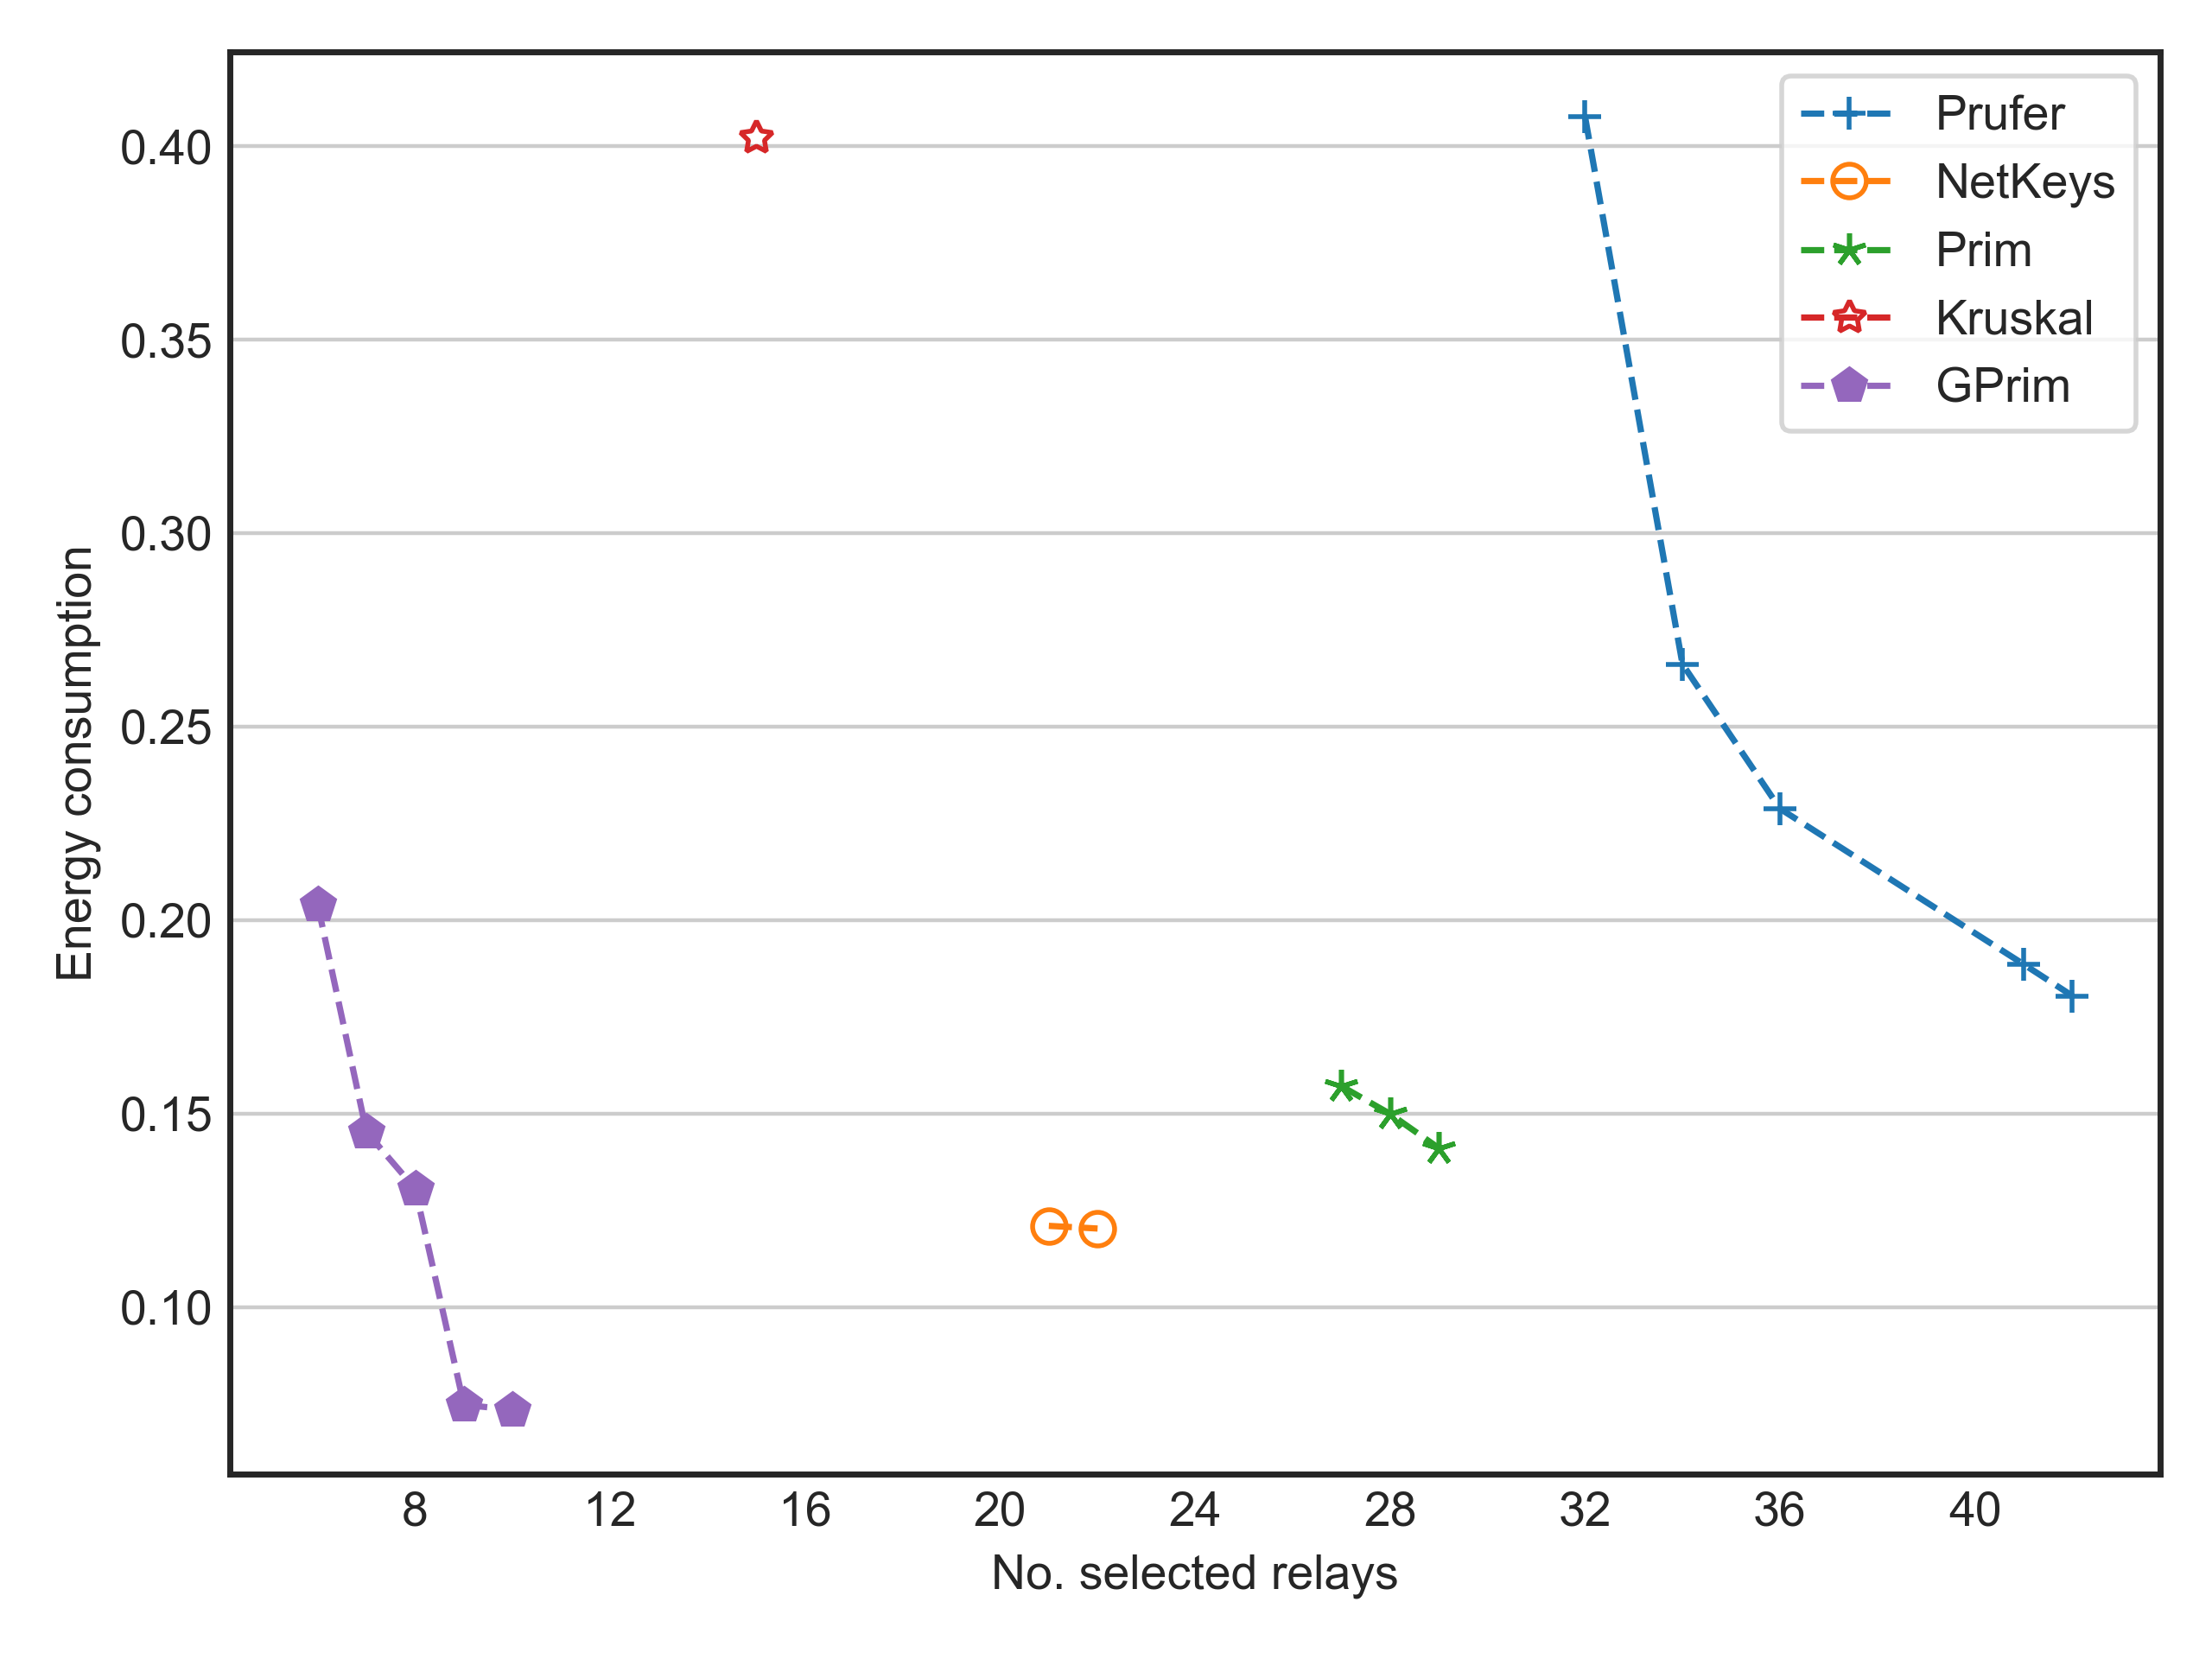 Prufer
NetKeys
Prim
Kruskal
GPrim
0.40
0.35
0.30
0.25
0.20
0.15
0.10
Energy consumption
8 12 16 20 24 28 32 36 40
No. selected relays